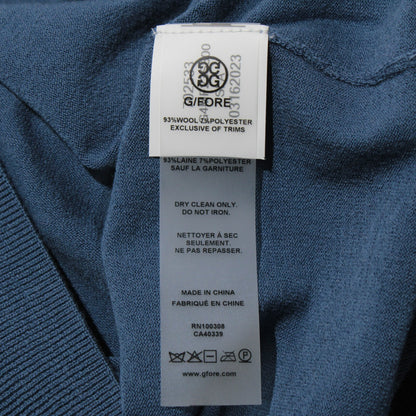 G/FORE
03162023
93%WOOL 7%POLYESTER
EXCLUSIVE OF TRIMS
93%LAINE 7%POLYESTER
SAUF LA GARNITURE
DRY CLEAN ONLY.
DO NOT IRON.
NETTOYER À SEC
SEULEMENT.
NE PAS REPASSER.
MADE IN CHINA
FABRIQUÉ EN CHINE
RN100308
CA40339
www.gfore.com